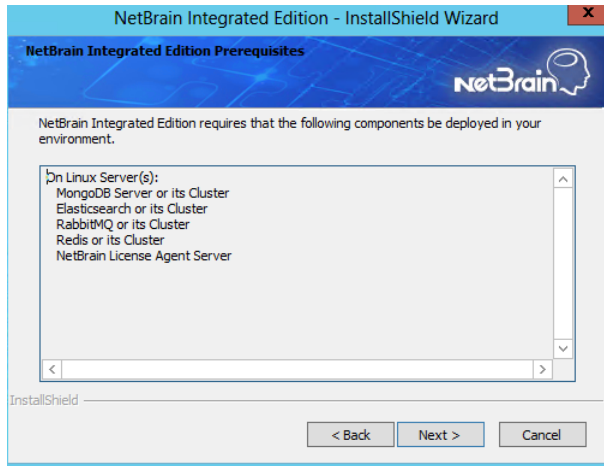 NetBrain Integrated Edition - InstallShield Wizard
x
NetBrain Integrated Edition Prerequisites
NetBrain
NetBrain Integrated Edition requires that the following components be deployed in your
environment.
On Linux Server(s):
MongoDB Server or its Cluster
Elasticsearch or its Cluster
RabbitMQ or its Cluster
Redis or its Cluster
NetBrain License Agent Server
InstallShield
< Back
Next >
Cancel